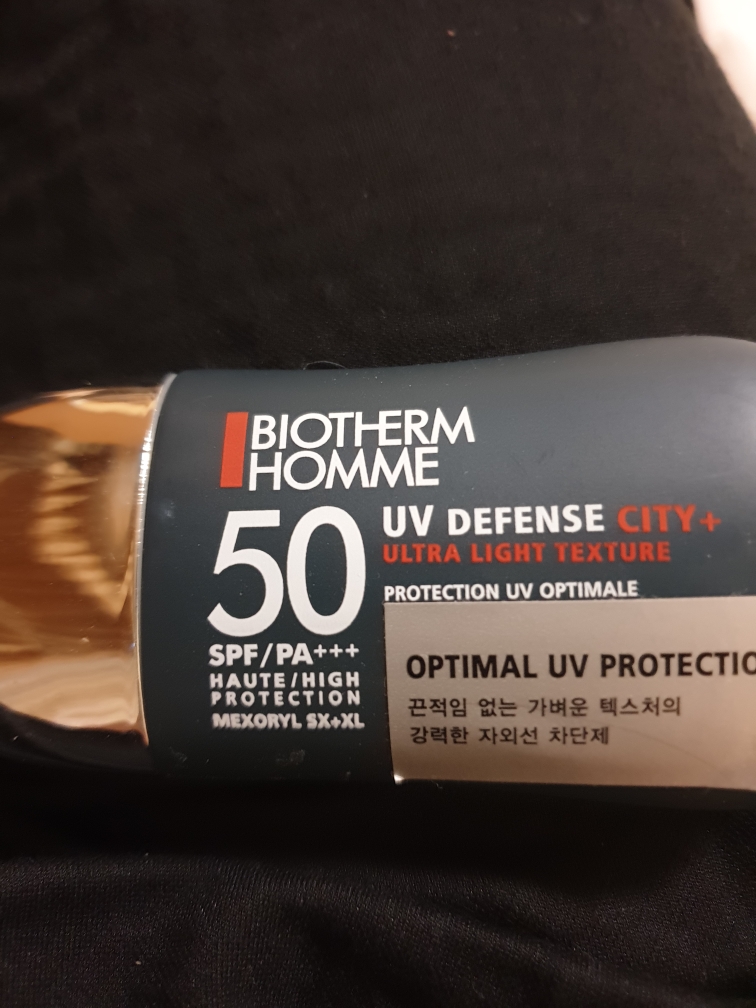 BIOTHERM
HOMME
50
SPF/PA+++
HAUTE/HIGH
PROTECTION
MEXORYL SX+XL
UV DEFENSE CITY+
ULTRA LIGHT TEXTURE
PROTECTION UV OPTIMALE
OPTIMAL UV PROTECTIO
끈적임 없는 가벼운 텍스처의
강력한 자외선 차단제